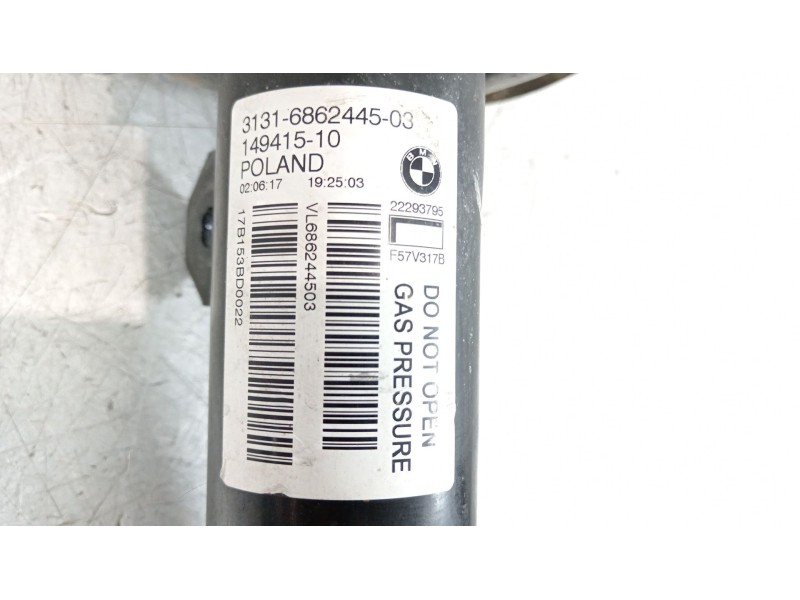 3131-6862445-03
149415-10
POLAND
02:06:17 19:25:03
BMW
22293795
F57V317B
17B153BD0022
VL686244503
DO NOT OPEN
GAS PRESSURE